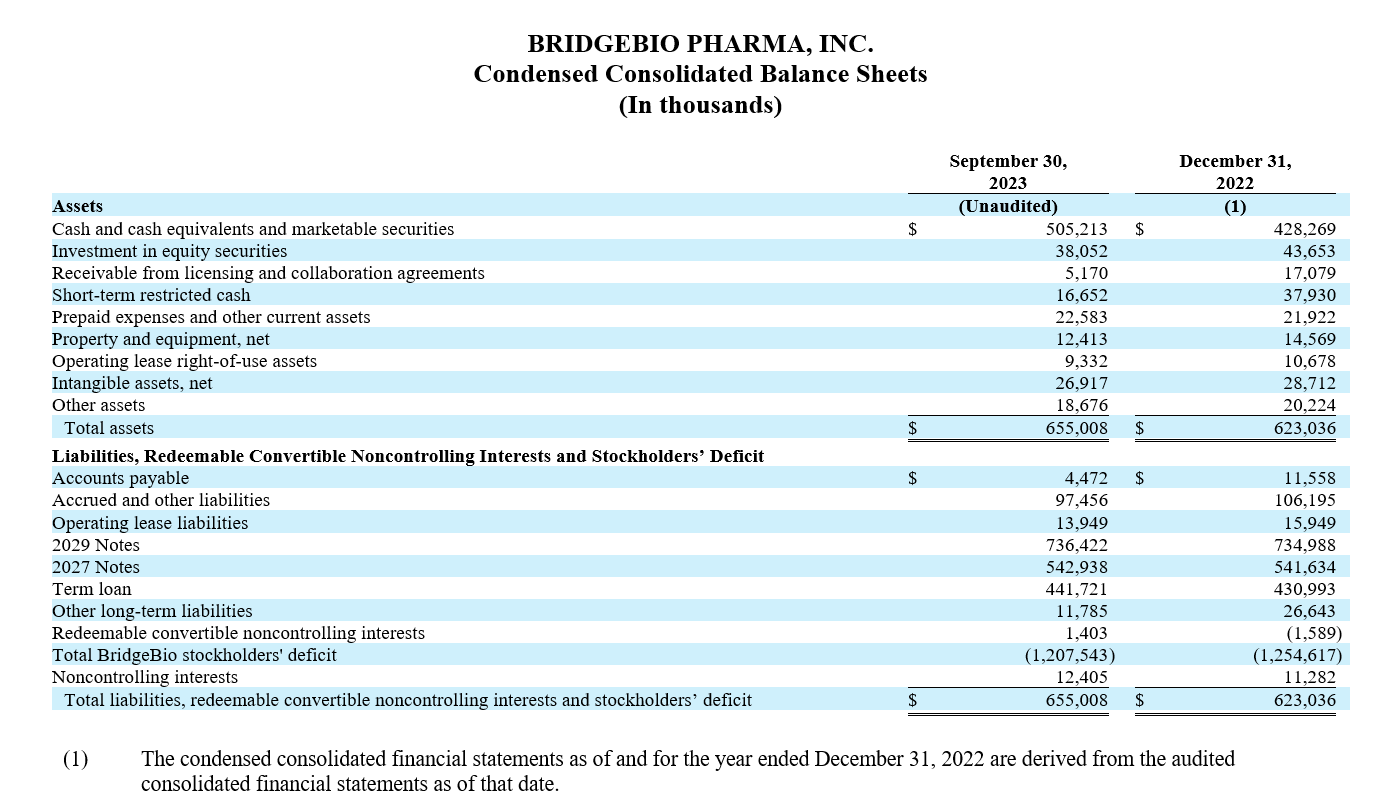 BRIDGEBIO PHARMA, INC.
Condensed Consolidated Balance Sheets
(In thousands)
September 30, 2023 December 31, 2022
Assets (Unaudited) (1)
Cash and cash equivalents and marketable securities $ 505,213 $ 428,269
Investment in equity securities 38,052 43,653
Receivable from licensing and collaboration agreements 5,170 17,079
Short-term restricted cash 16,652 37,930
Prepaid expenses and other current assets 22,583 21,922
Property and equipment, net 12,413 14,569
Operating lease right-of-use assets 9,332 10,678
Intangible assets, net 26,917 28,712
Other assets 18,676 20,224
Total assets $ 655,008 $ 623,036
Liabilities, Redeemable Convertible Noncontrolling Interests and Stockholders’ Deficit
Accounts payable $ 4,472 $ 11,558
Accrued and other liabilities 97,456 106,195
Operating lease liabilities 13,949 15,949
2029 Notes 736,422 734,988
2027 Notes 542,938 541,634
Term loan 441,721 430,993
Other long-term liabilities 11,785 26,643
Redeemable convertible noncontrolling interests 1,403 (1,589)
Total BridgeBio stockholders' deficit (1,207,543) (1,254,617)
Noncontrolling interests 12,405 11,282
Total liabilities, redeemable convertible noncontrolling interests and stockholders’ deficit $ 655,008 $ 623,036
(1) The condensed consolidated financial statements as of and for the year ended December 31, 2022 are derived from the audited
consolidated financial statements as of that date.